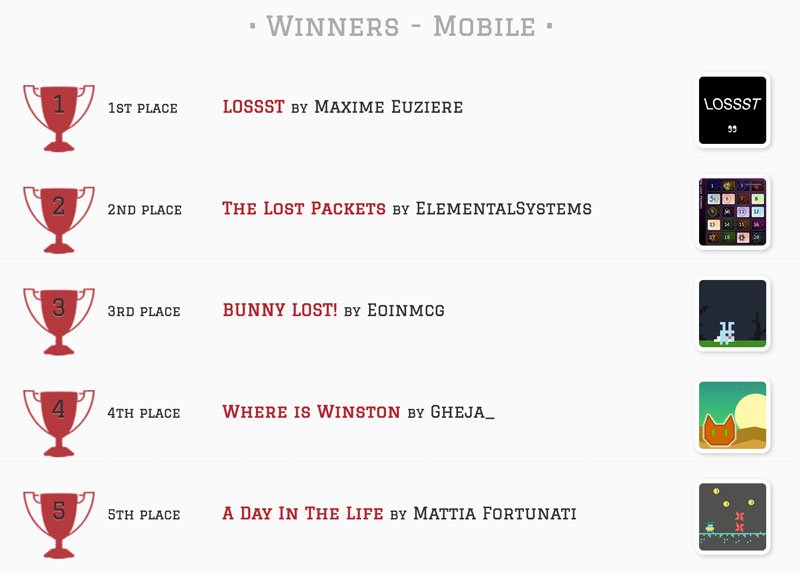 • Winners - Mobile •
1 1st place LOSSST by Maxime Euziere
LOSSST
2 2nd place The Lost Packets by ElementalSystems
3 3rd place BUNNY LOST! by Eoinmcg
4 4th place Where is Winston by Gheja_
5 5th place A Day In The Life by Mattia Fortunati